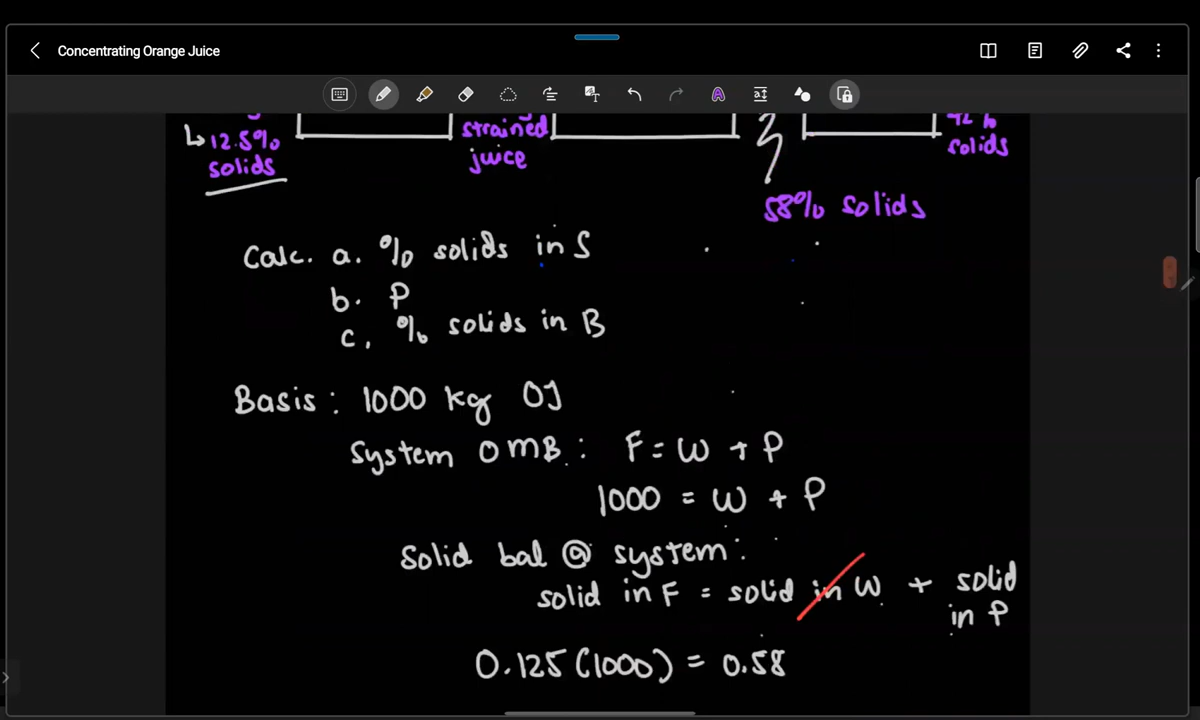 Concentrating Orange Juice
↳ 12.5%
solids
strained
juice
42%
solids
58% solids
Calc. a. % solids in S
b. P
c. % solids in B
Basis: 1000 kg OJ
System OMB: F = W + P
1000 = W + P
Solid bal @ system:
solid in F = solid in W + solid in P
0.125(1000) = 0.58